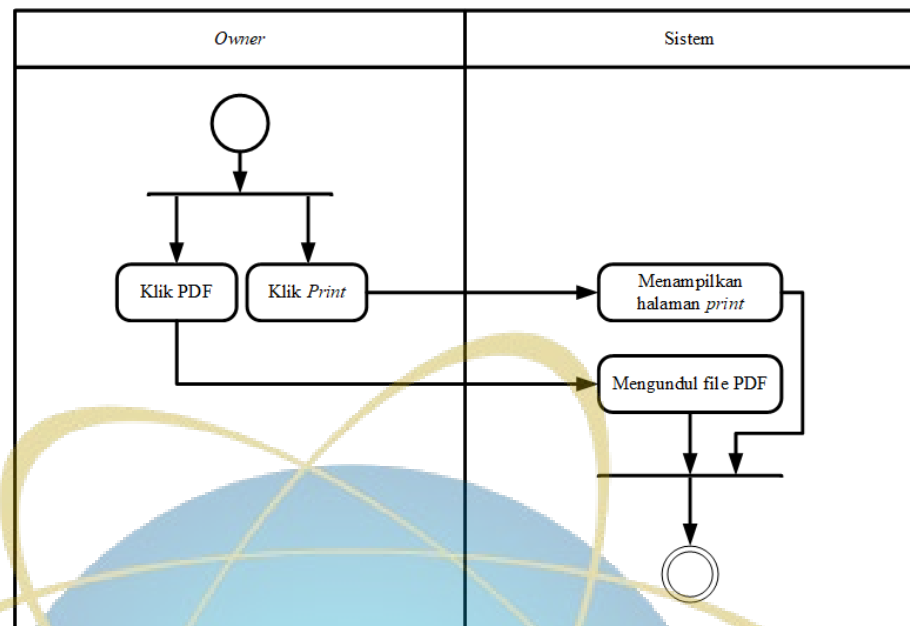 Owner
Sistem
Klik PDF
Klik Print
Menampilkan
halaman print
Mengundul file PDF